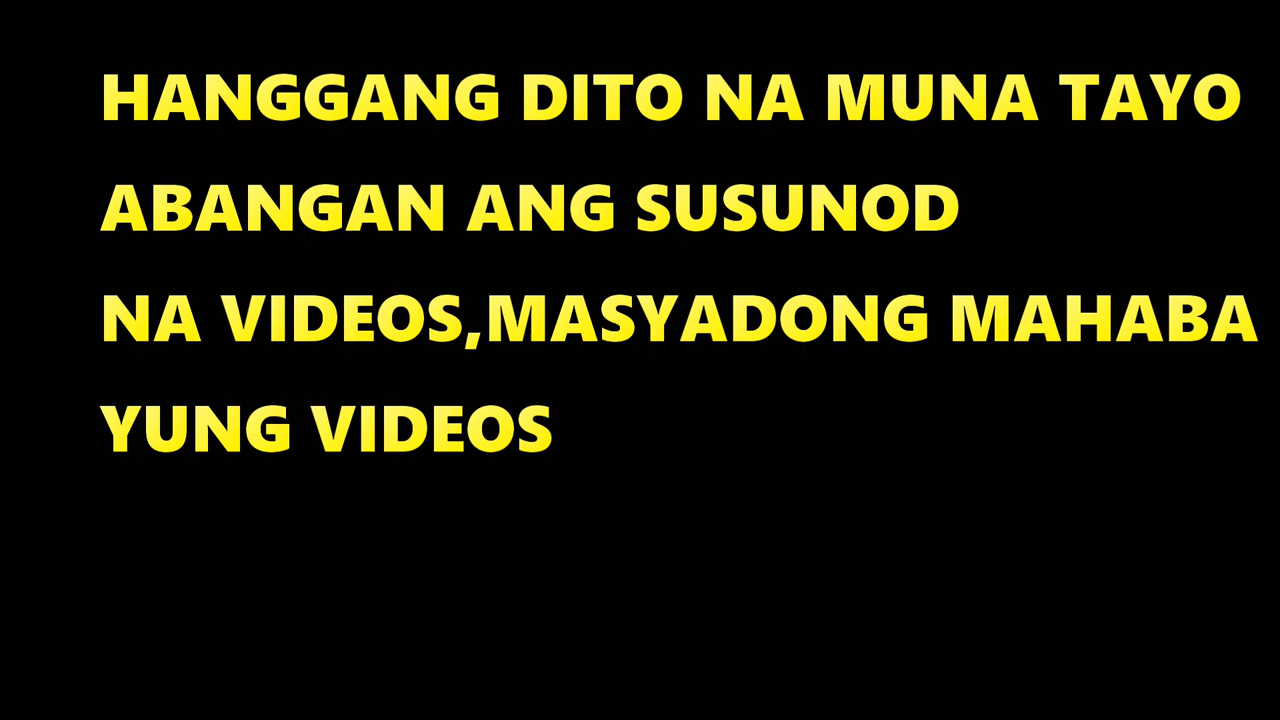 HANGGANG DITO NA MUNA TAYO
ABANGAN ANG SUSUNOD
NA VIDEOS,MASYADONG MAHABA
YUNG VIDEOS